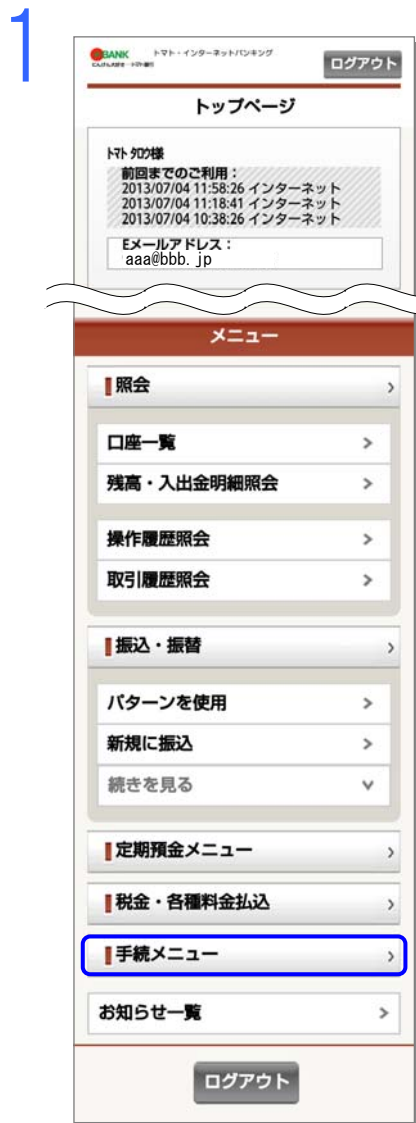 1
BANK トマト・インターネットバンキング
ログアウト
トップページ
トマト タロウ様
前回までのご利用：
2013/07/04 11:58:26 インターネット
2013/07/04 11:18:41 インターネット
2013/07/04 10:38:26 インターネット
Eメールアドレス：
aaa@bbb.jp
メニュー
照会
口座一覧
残高・入出金明細照会
操作履歴照会
取引履歴照会
振込・振替
パターンを使用
新規に振込
続きを見る
定期預金メニュー
税金・各種料金払込
手続メニュー
お知らせ一覧
ログアウト